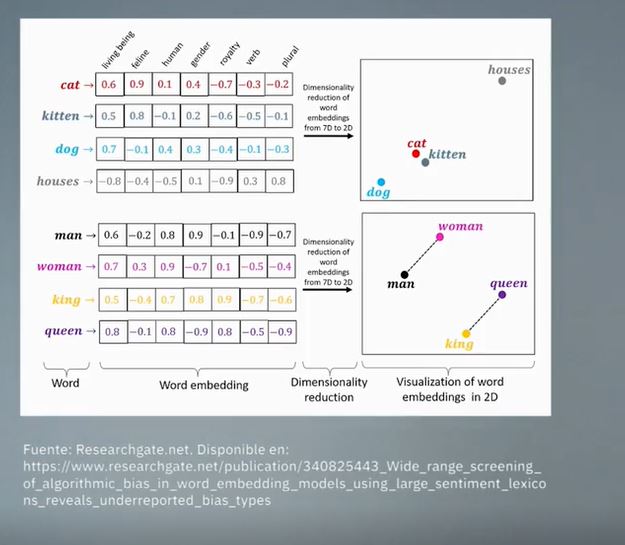 living being feline human gender royalty verb plural
cat → 0.6 0.9 0.1 0.4 −0.7 −0.3 −0.2
kitten → 0.5 0.8 −0.1 0.2 −0.6 −0.5 −0.1
dog → 0.7 −0.1 0.4 0.3 −0.4 −0.1 −0.3
houses → −0.8 −0.4 −0.5 0.1 −0.9 0.3 0.8
Dimensionality
reduction of
word
embeddings
from 7D to 2D
houses
cat
kitten
dog
man → 0.6 −0.2 0.8 0.9 −0.1 −0.9 −0.7
woman → 0.7 0.3 0.9 −0.7 0.1 −0.5 −0.4
king → 0.5 −0.4 0.7 0.8 0.9 −0.7 −0.6
queen → 0.8 −0.1 0.8 −0.9 0.8 −0.5 −0.9
Dimensionality
reduction of
word
embeddings
from 7D to 2D
woman
man
queen
king
Word
Word embedding
Dimensionality
reduction
Visualization of word
embeddings in 2D
Fuente: Researchgate.net. Disponible en:
https://www.researchgate.net/publication/340825443_Wide_range_screening_
of_algorithmic_bias_in_word_embedding_models_using_large_sentiment_lexico
ns_reveals_underreported_bias_types